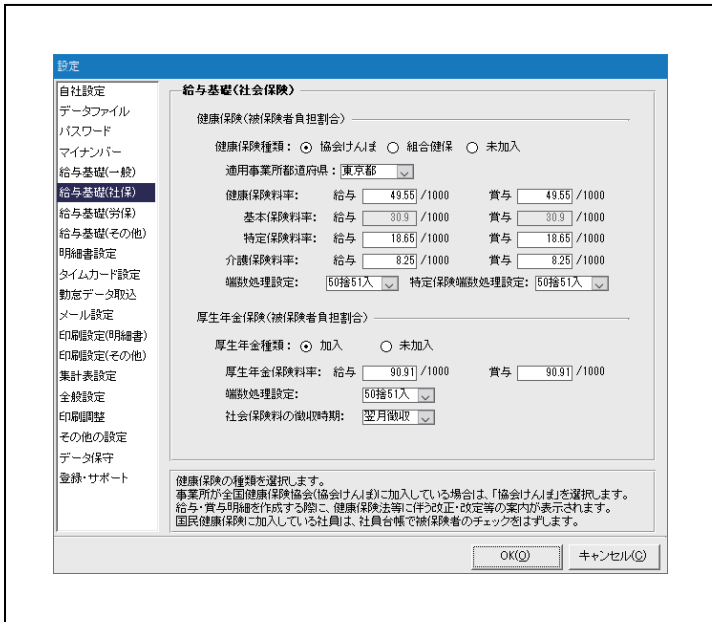 設定
自社設定
データファイル
パスワード
マイナンバー
給与基礎(一般)
給与基礎(社保)
給与基礎(労保)
給与基礎(その他)
明細書設定
タイムカード設定
勤怠データ取込
メール設定
印刷設定(明細書)
印刷設定(その他)
集計表設定
全般設定
印刷調整
その他の設定
データ保守
登録・サポート
給与基礎(社会保険)
健康保険(被保険者負担割合)
健康保険種類： 協会けんぽ 組合健保 未加入
適用事業所都道府県： 東京都
健康保険料率： 給与 49.55 /1000 賞与 49.55 /1000
基本保険料率： 給与 30.9 /1000 賞与 30.9 /1000
特定保険料率： 給与 18.65 /1000 賞与 18.65 /1000
介護保険料率： 給与 8.25 /1000 賞与 8.25 /1000
端数処理設定： 50捨51入 特定保険端数処理設定： 50捨51入
厚生年金保険(被保険者負担割合)
厚生年金種類： 加入 未加入
厚生年金保険料率： 給与 90.91 /1000 賞与 90.91 /1000
端数処理設定： 50捨51入
社会保険料の徴収時期： 翌月徴収
健康保険の種類を選択します。
事業所が全国健康保険協会(協会けんぽ)に加入している場合は、「協会けんぽ」を選択します。
給与・賞与明細を作成する際に、健康保険法等に伴う改正・改定等の案内が表示されます。
国民健康保険に加入している社員は、社員台帳で被保険者のチェックをはずします。
OK(O) キャンセル(C)